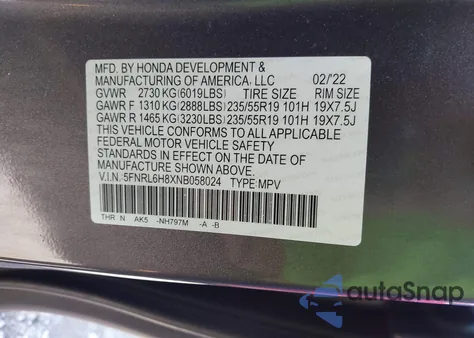 MFD. BY HONDA DEVELOPMENT &
MANUFACTURING OF AMERICA, LLC 02/'22
GVWR 2730 KG(6019LBS) TIRE SIZE RIM SIZE
GAWR F 1310 KG(2888LBS) 235/55R19 101H 19X7.5J
GAWR R 1465 KG(3230LBS) 235/55R19 101H 19X7.5J
THIS VEHICLE CONFORMS TO ALL APPLICABLE
FEDERAL MOTOR VEHICLE SAFETY
STANDARDS IN EFFECT ON THE DATE OF
MANUFACTURE SHOWN ABOVE.
V.I.N.:5FNRL6H8XNB058024 TYPE:MPV
THR N AK5 -NH797M -A -B
autoSnap